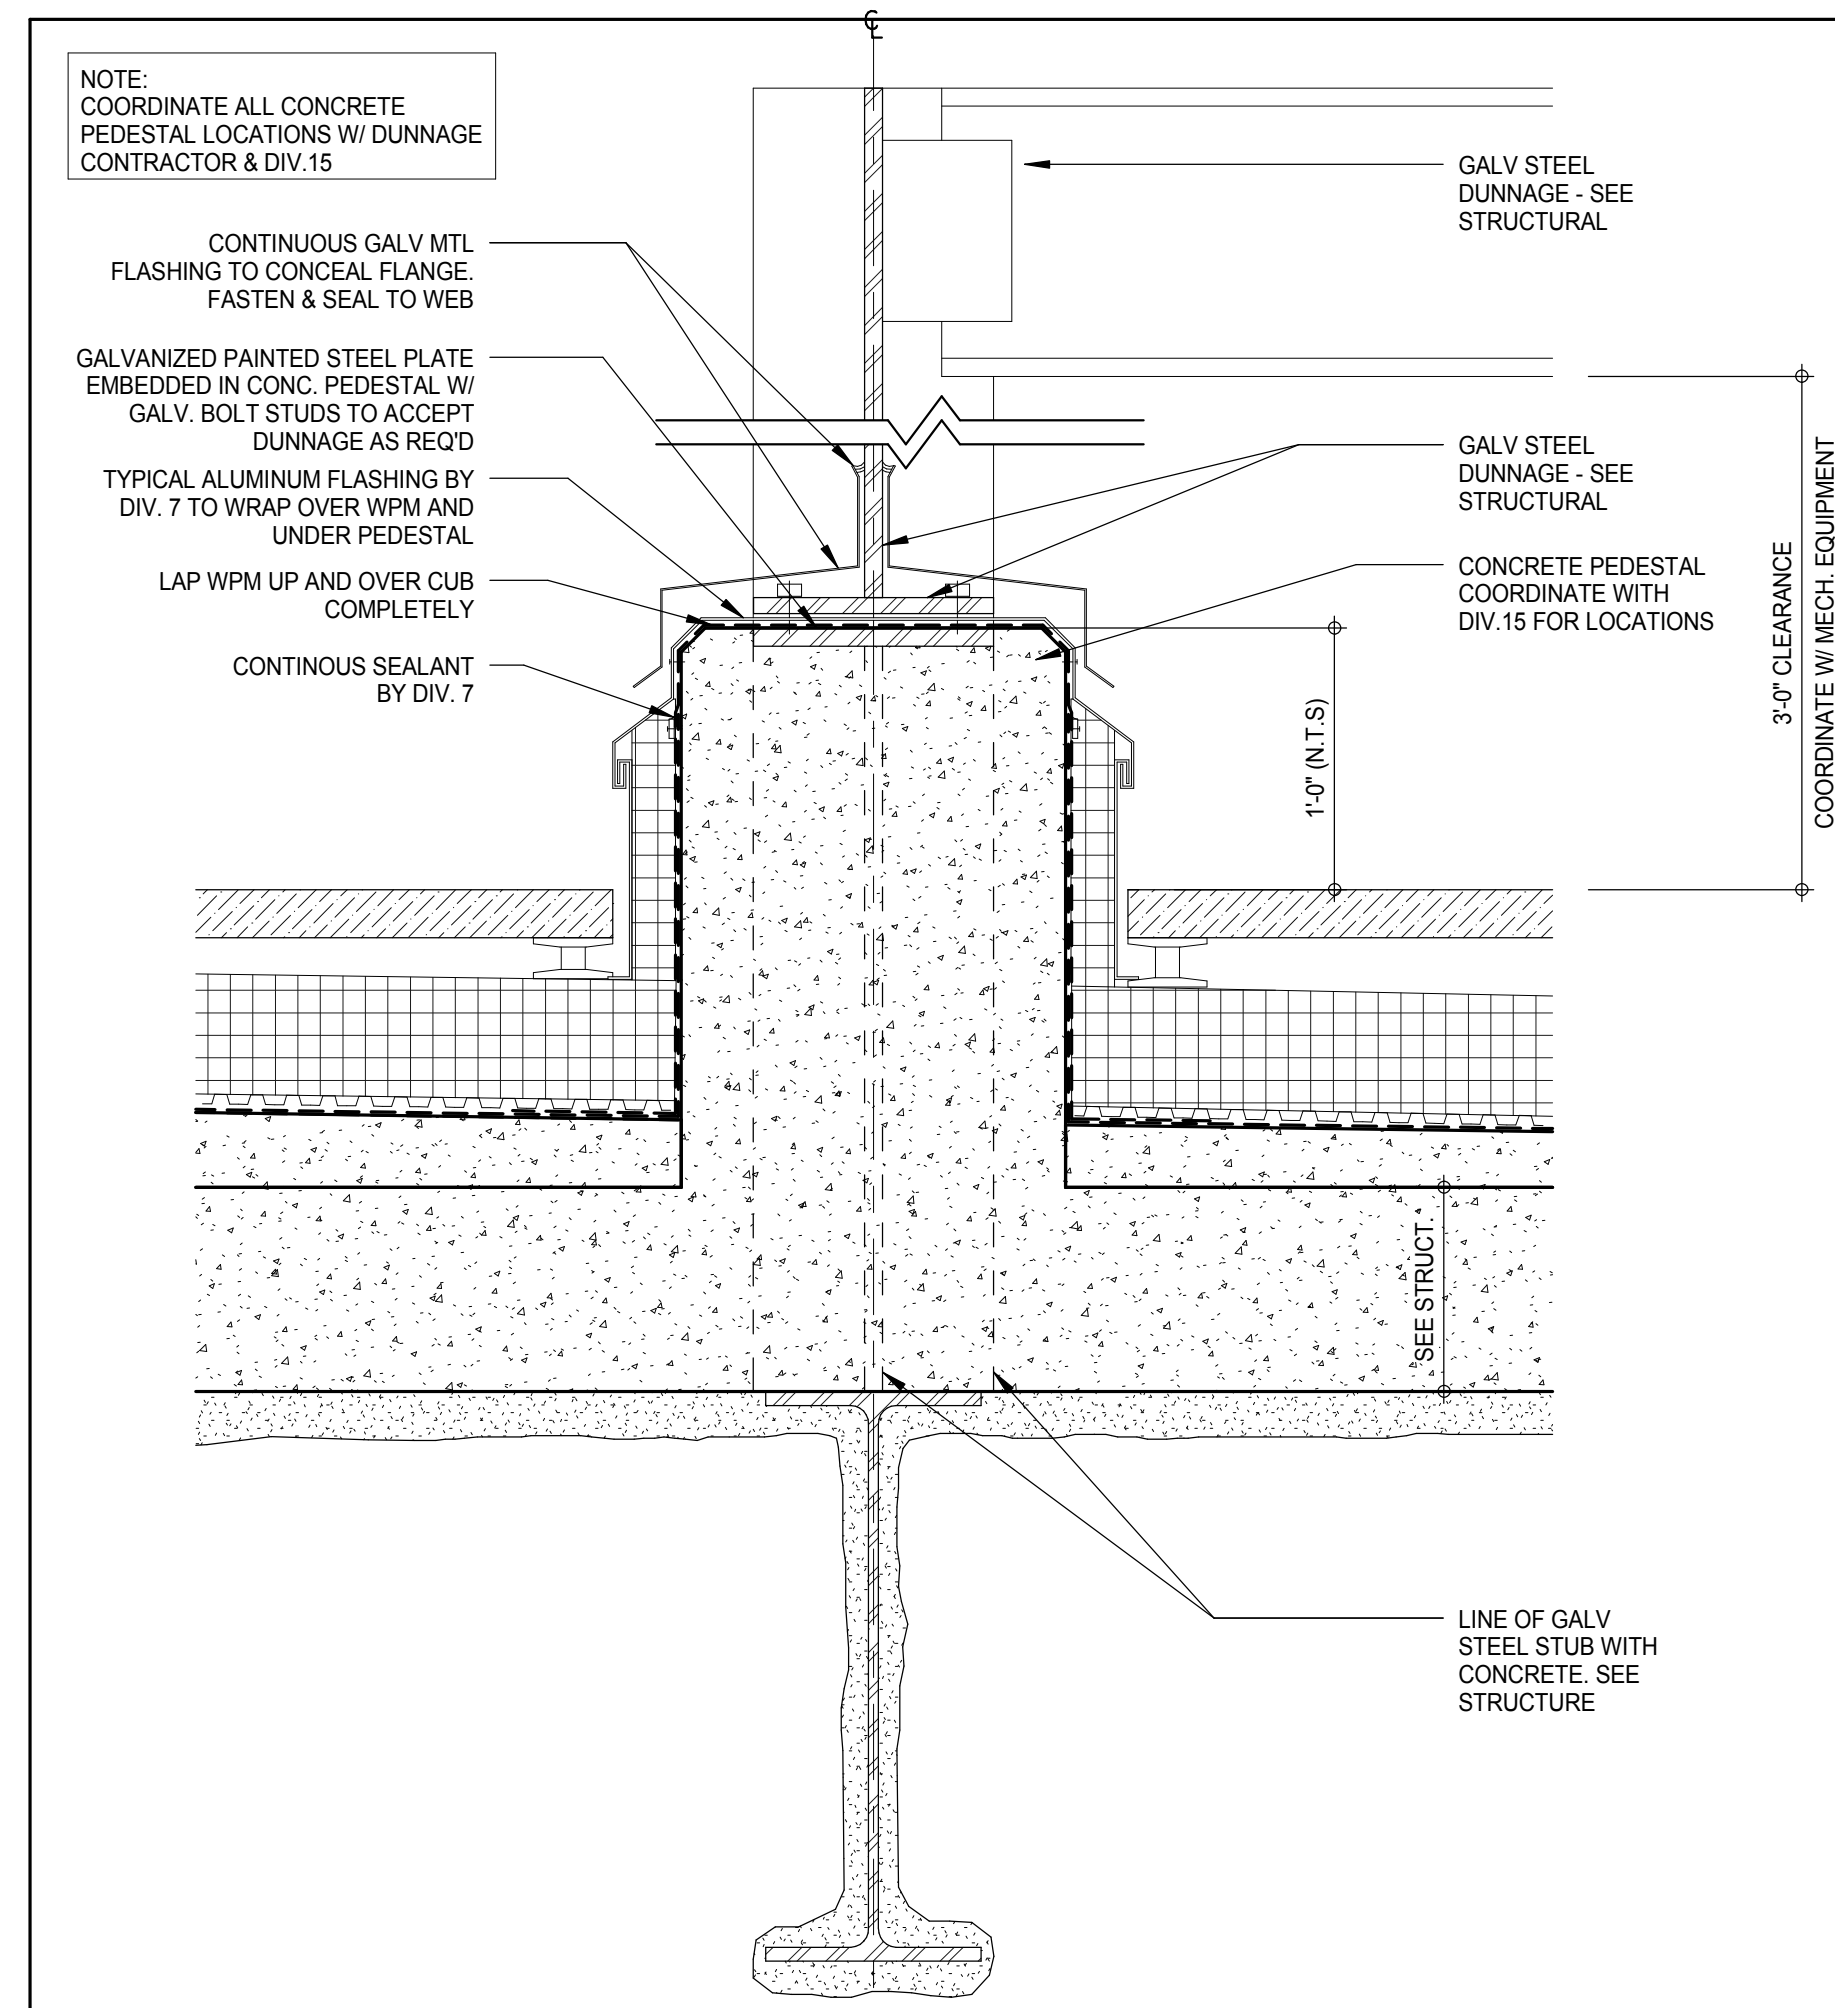 ℄
NOTE:
COORDINATE ALL CONCRETE
PEDESTAL LOCATIONS W/ DUNNAGE
CONTRACTOR & DIV.15
CONTINUOUS GALV MTL
FLASHING TO CONCEAL FLANGE.
FASTEN & SEAL TO WEB
GALVANIZED PAINTED STEEL PLATE
EMBEDDED IN CONC. PEDESTAL W/
GALV. BOLT STUDS TO ACCEPT
DUNNAGE AS REQ'D
TYPICAL ALUMINUM FLASHING BY
DIV. 7 TO WRAP OVER WPM AND
UNDER PEDESTAL
LAP WPM UP AND OVER CUB
COMPLETELY
CONTINOUS SEALANT
BY DIV. 7
GALV STEEL
DUNNAGE - SEE
STRUCTURAL
GALV STEEL
DUNNAGE - SEE
STRUCTURAL
CONCRETE PEDESTAL
COORDINATE WITH
DIV.15 FOR LOCATIONS
1'-0" (N.T.S)
3'-0" CLEARANCE
COORDINATE W/ MECH. EQUIPMENT
SEE STRUCT.
LINE OF GALV
STEEL STUB WITH
CONCRETE. SEE
STRUCTURE